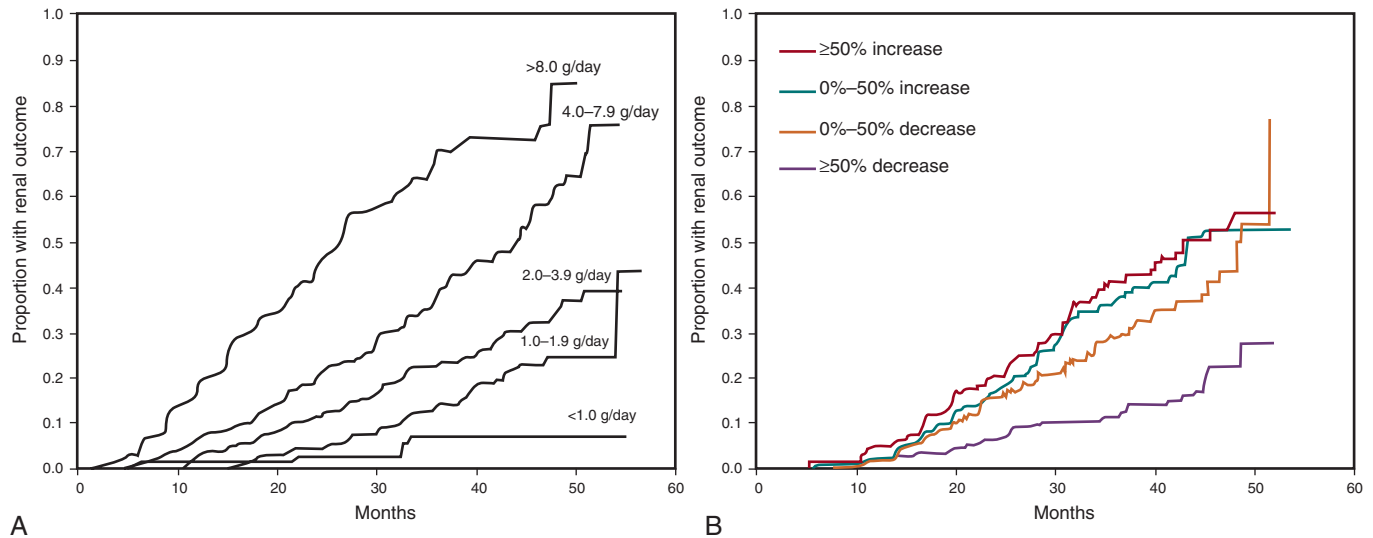 1.0
0.9
0.8
0.7
0.6
0.5
0.4
0.3
0.2
0.1
0.0
Proportion with renal outcome
>8.0 g/day
4.0–7.9 g/day
2.0–3.9 g/day
1.0–1.9 g/day
<1.0 g/day
0 10 20 30 40 50 60
Months
A
1.0
0.9
0.8
0.7
0.6
0.5
0.4
0.3
0.2
0.1
0.0
Proportion with renal outcome
≥50% increase
0%–50% increase
0%–50% decrease
≥50% decrease
0 10 20 30 40 50 60
Months
B